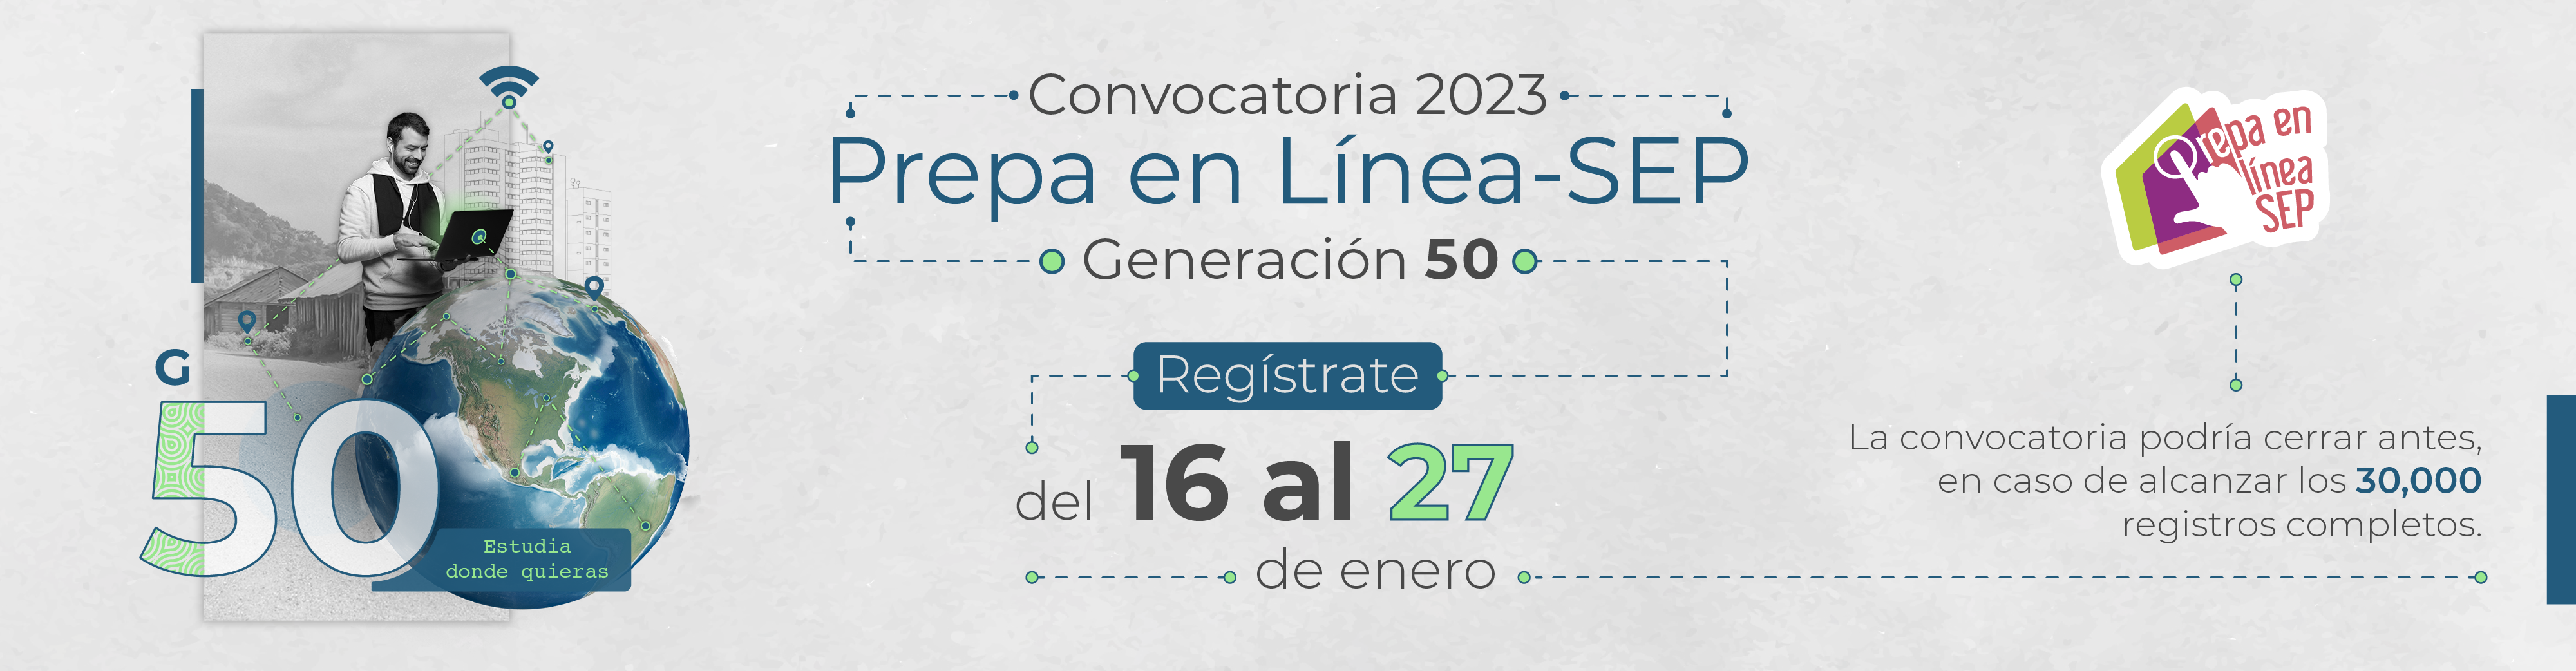 G
50
Estudia
donde quieras
Convocatoria 2023
Prepa en Línea-SEP
Generación 50
Regístrate
del 16 al 27
de enero
Prepa en
línea
SEP
La convocatoria podría cerrar antes,
en caso de alcanzar los 30,000
registros completos.